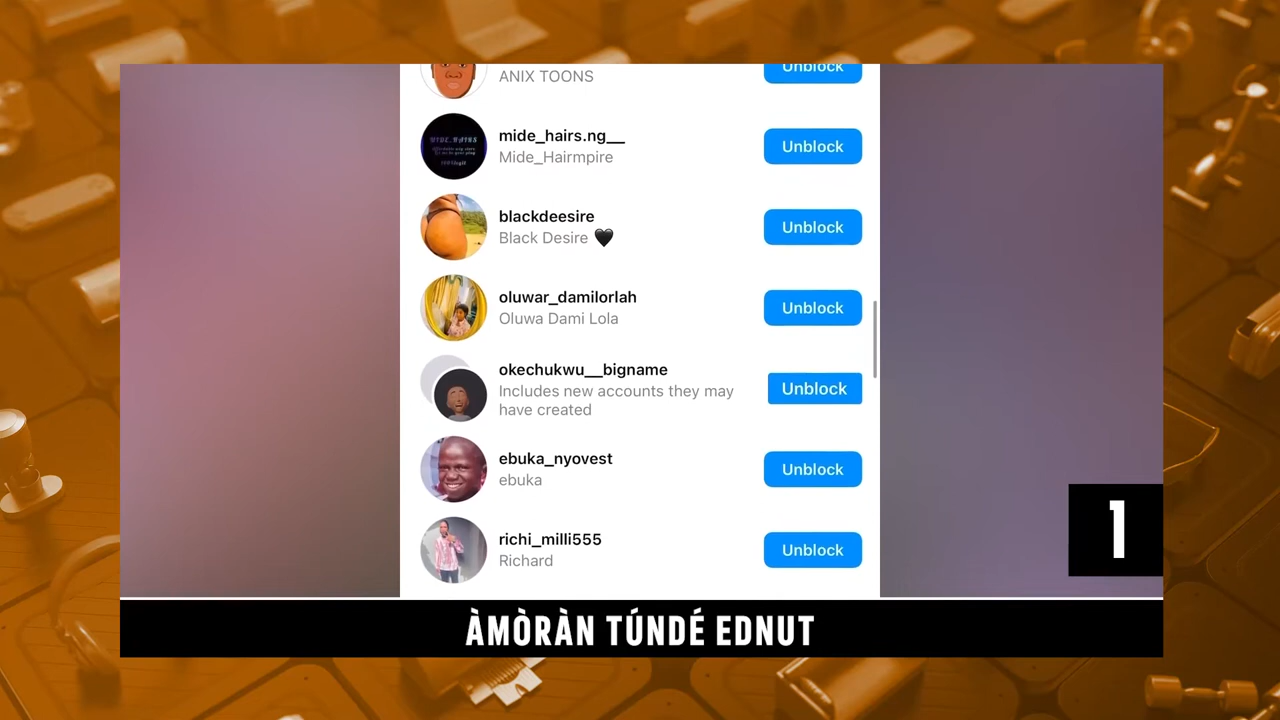 ANIX TOONS
Unblock
mide_hairs.ng__
Mide_Hairmpire
Unblock
MIDE_HAIRS
blackdeesire
Black Desire 🖤
Unblock
oluwar_damilorlah
Oluwa Dami Lola
Unblock
okechukwu__bigname
Includes new accounts they may
have created
Unblock
ebuka_nyovest
ebuka
Unblock
richi_milli555
Richard
Unblock
1
ÀMÒRÀN TÚNDÉ EDNUT